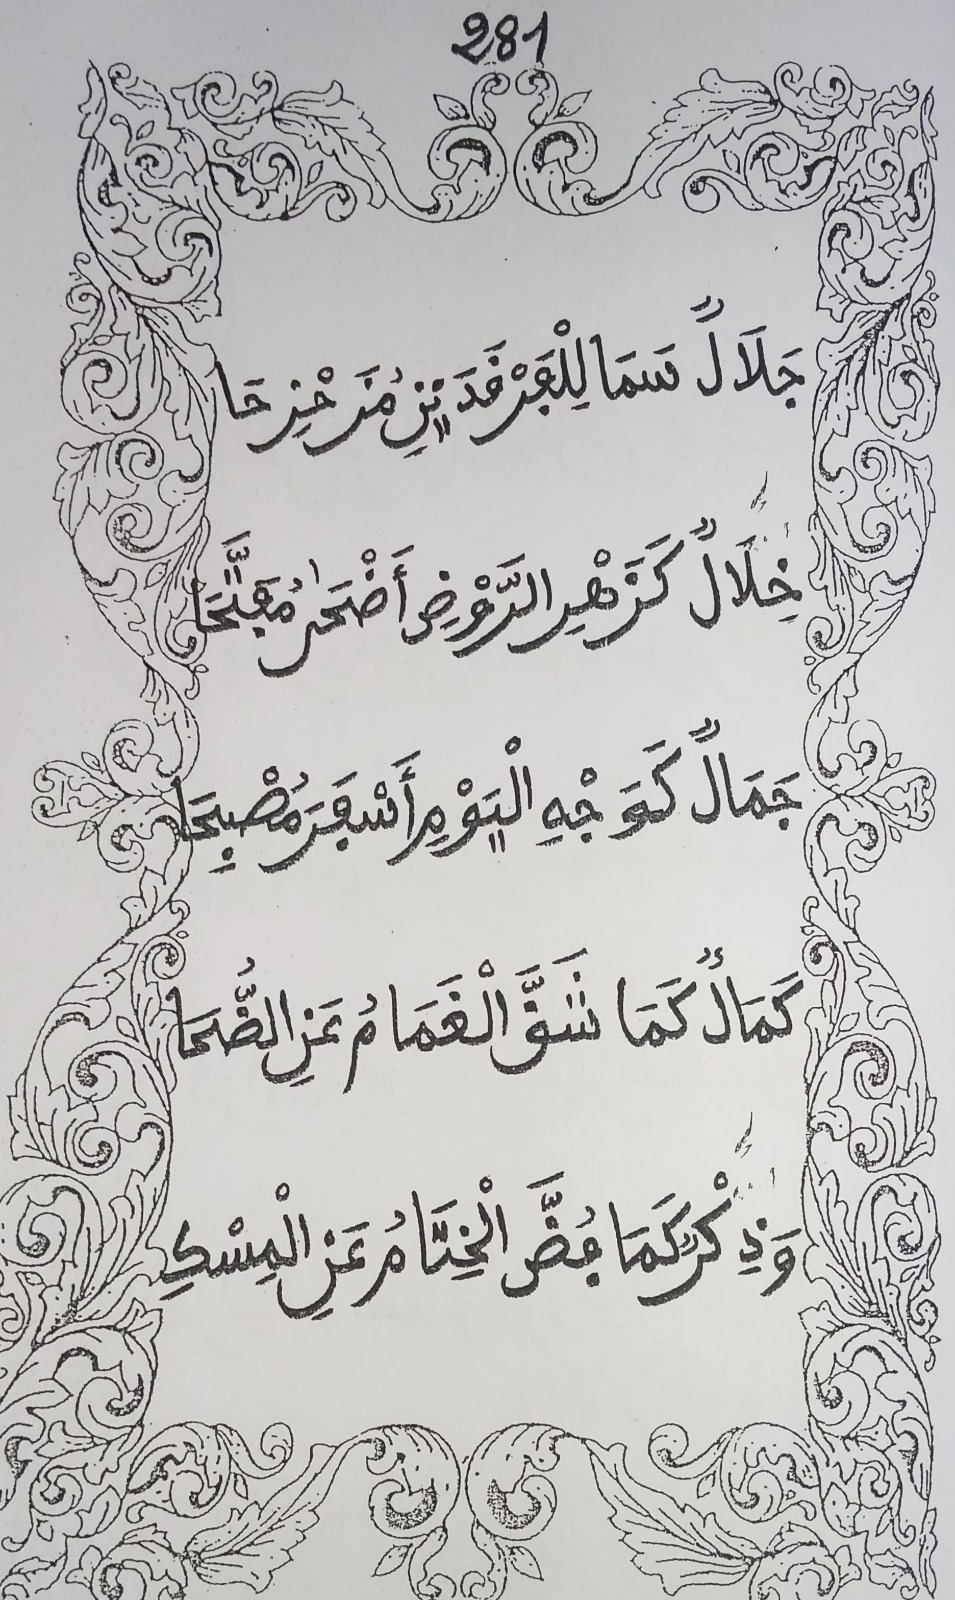 281
جَلَالٌ سَمَا لِلْفَرْقَدَيْنِ مُزَحْزِحَا
خِلَالٌ كَزَهْرِ الرَّوْضِ أَضْحَىٰ مُفَتَّحَا
جَمَالٌ كَوَجْهِ الْيَوْمِ أَسْفَرَ مُصْبِحَا
كَمَالٌ كَمَا شَقَّ الْغَمَامُ عَنِ الضُّحَا
وَذِكْرٌ كَمَا فُضَّ الْخِتَامُ عَنِ الْمِسْكِ